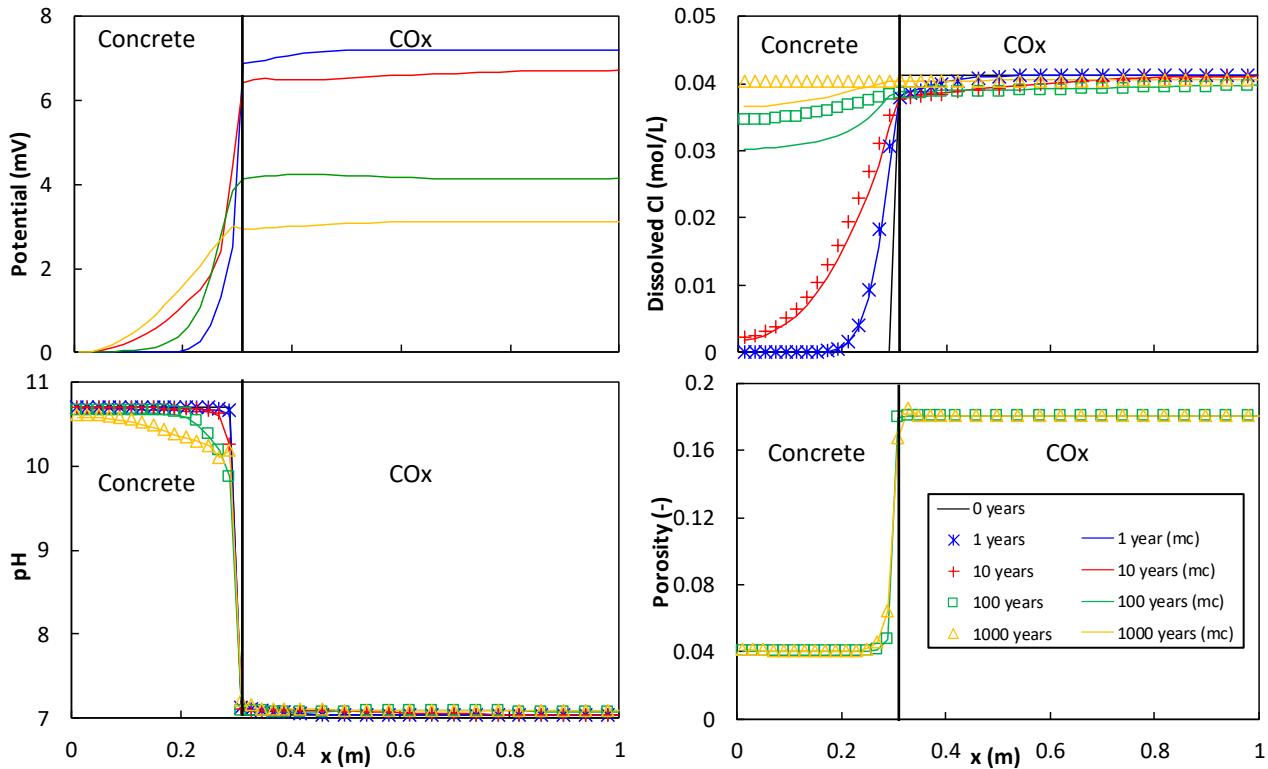 8
6
4
2
0
Potential (mV)
Concrete
COx
0.05
0.04
0.03
0.02
0.01
0
Dissolved Cl (mol/L)
Concrete
COx
11
10
9
8
7
pH
Concrete
COx
0
0.2
0.4
0.6
0.8
1
x (m)
0.2
0.16
0.12
0.08
0.04
0
Porosity (-)
Concrete
COx
0 years
1 years
1 year (mc)
10 years
10 years (mc)
100 years
100 years (mc)
1000 years
1000 years (mc)
0
0.2
0.4
0.6
0.8
1
x (m)